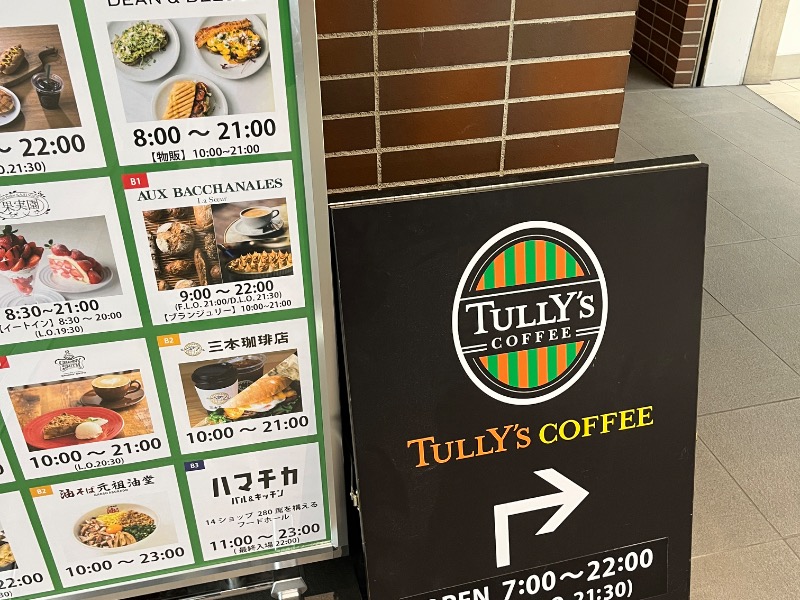 DEAN & DELUCA
8:00 ～ 21:00
【物販】10:00~21:00
～ 22:00
.O.21:30)
果実園
8:30~21:00
【イートイン】8:30 ～ 20:00
(L.O.19:30)
B1
AUX BACCHANALES
La Sœur
9:00 ～ 22:00
(F.L.O. 21:00/D.L.O. 21:30)
【ブランジュリー】10:00~21:00
10:00 ～ 21:00
(L.O.20:30)
B2
三本珈琲店
10:00 ～ 21:00
B2
油そば 元祖油堂
GANSO ABURADO
10:00 ～ 23:00
B3
ハマチカ
バル&キッチン
14ショップ 280席を構える
フードホール
11:00 ～ 23:00
(最終入場 22:00)
22:00
TULLY'S
COFFEE
TULLY'S COFFEE
OPEN 7:00～22:00
.O. 21:30)